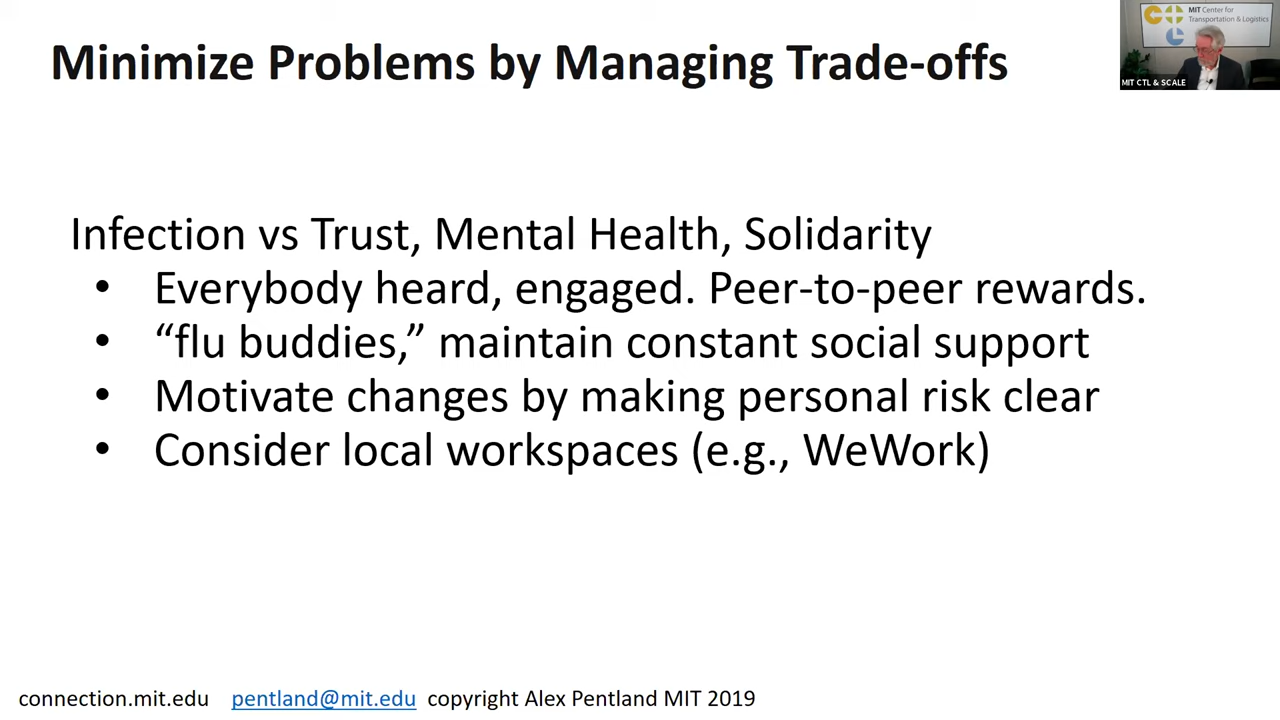 Minimize Problems by Managing Trade-offs
MIT Center for
Transportation & Logistics
MIT CTL & SCALE
Infection vs Trust, Mental Health, Solidarity
• Everybody heard, engaged. Peer-to-peer rewards.
• “flu buddies,” maintain constant social support
• Motivate changes by making personal risk clear
• Consider local workspaces (e.g., WeWork)
connection.mit.edu pentland@mit.edu copyright Alex Pentland MIT 2019